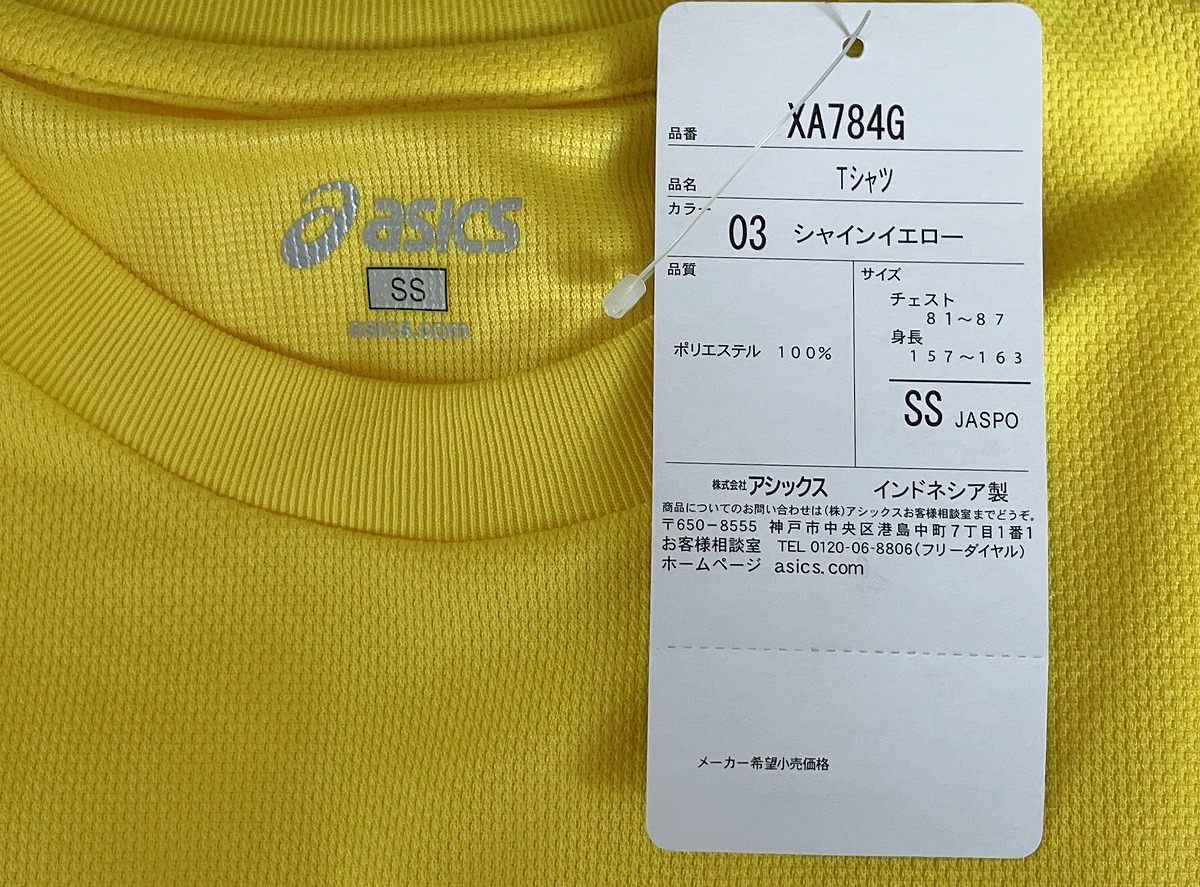 asics
SS
asics.com
品番 XA784G
品名 Tシャツ
カラー 03 シャインイエロー
品質
ポリエステル 100%
サイズ
チェスト
81~87
身長
157~163
SS JASPO
株式会社アシックス インドネシア製
商品についてのお問い合わせは(株)アシックスお客様相談室までどうぞ。
〒650-8555 神戸市中央区港島中町7丁目1番1
お客様相談室 TEL 0120-06-8806(フリーダイヤル)
ホームページ asics.com
メーカー希望小売価格